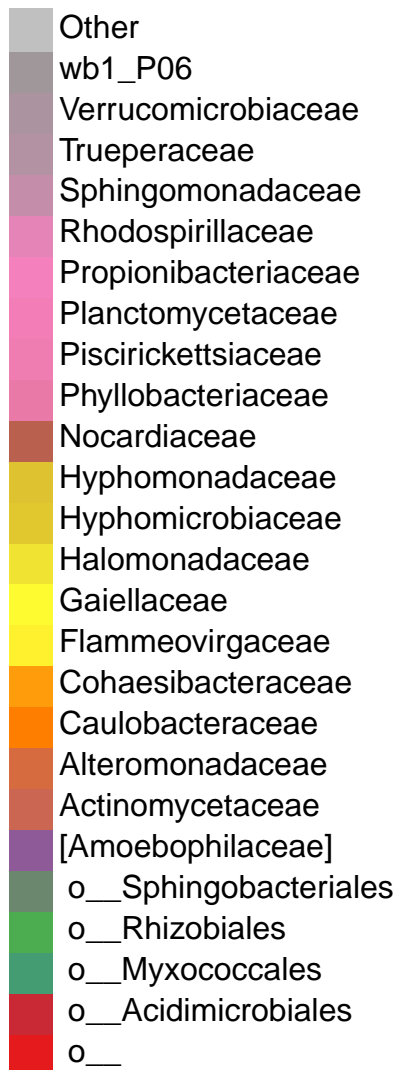 Other
wb1_P06
Verrucomicrobiaceae
Trueperaceae
Sphingomonadaceae
Rhodospirillaceae
Propionibacteriaceae
Planctomycetaceae
Piscirickettsiaceae
Phyllobacteriaceae
Nocardiaceae
Hyphomonadaceae
Hyphomicrobiaceae
Halomonadaceae
Gaiellaceae
Flammeovirgaceae
Cohaesibacteraceae
Caulobacteraceae
Alteromonadaceae
Actinomycetaceae
[Amoebophilaceae]
o__Sphingobacteriales
o__Rhizobiales
o__Myxococcales
o__Acidimicrobiales
o__